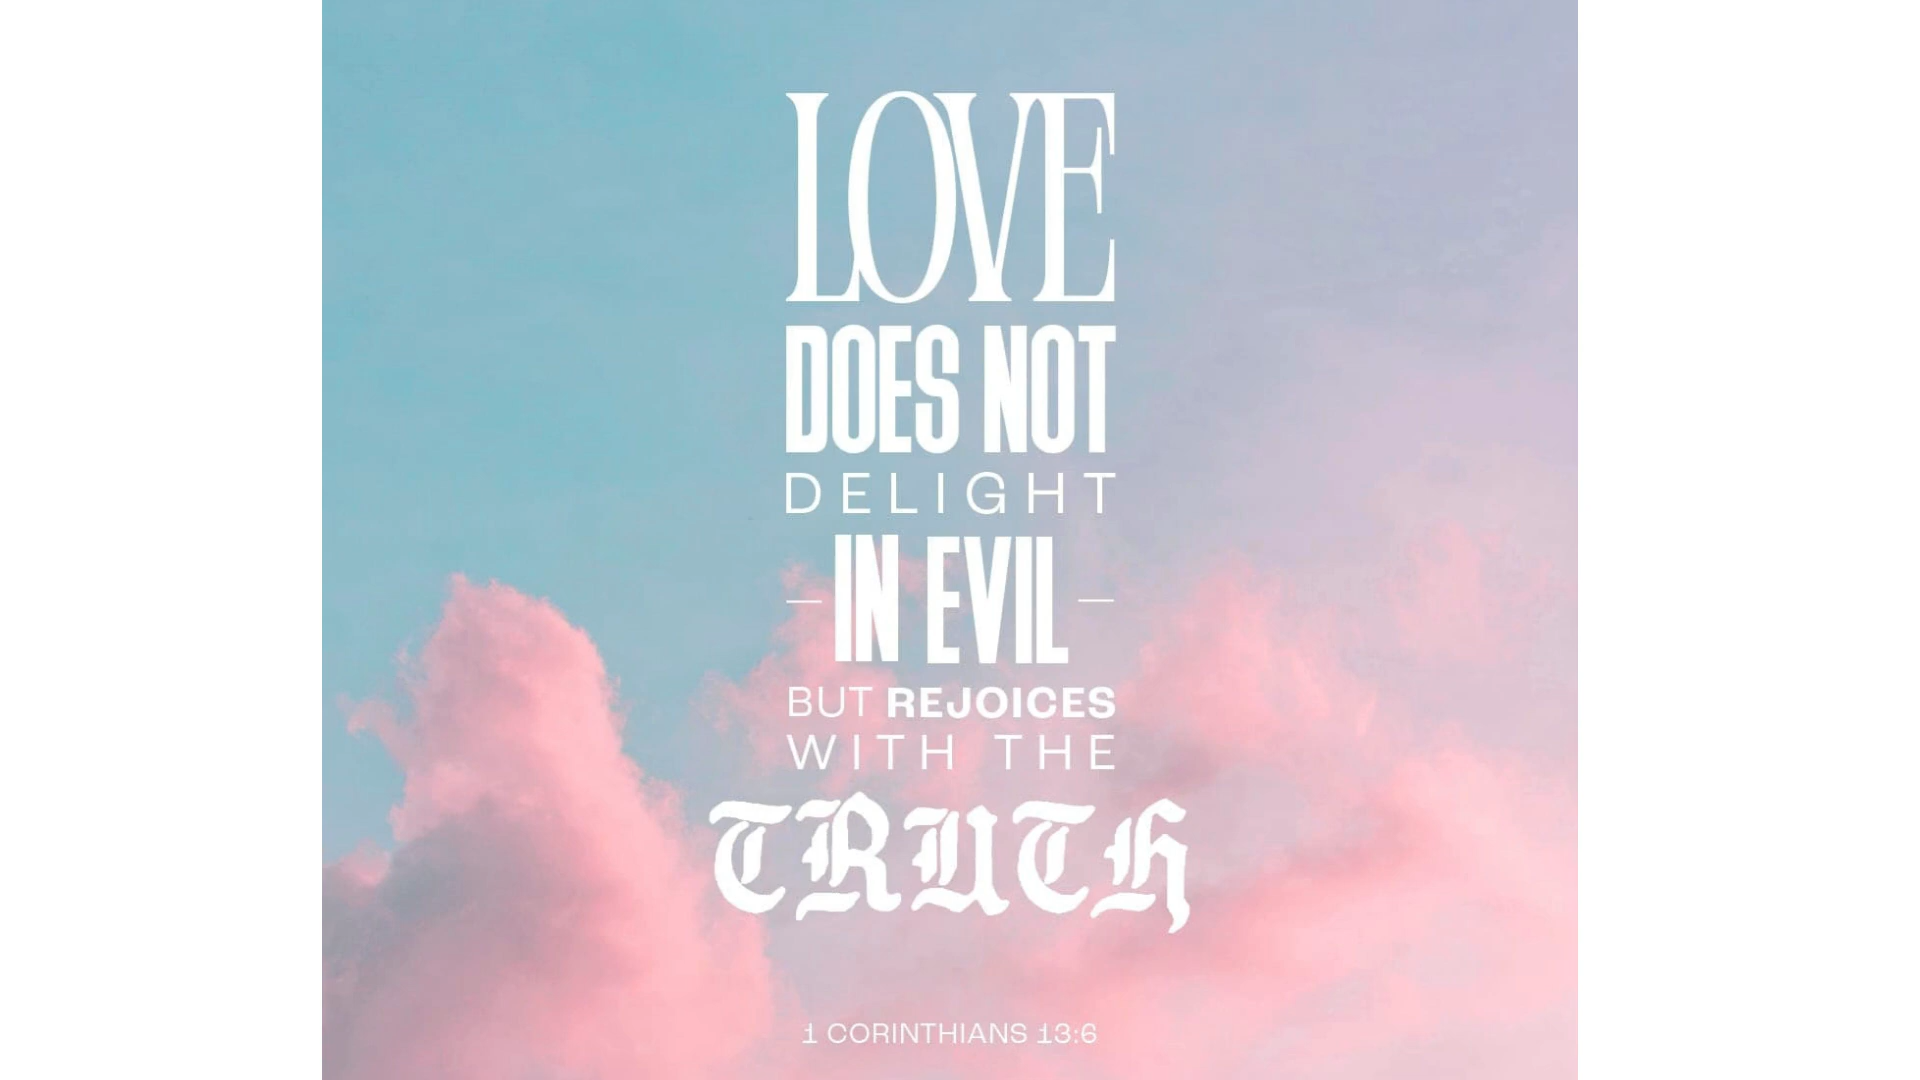 LOVE
DOES NOT
DELIGHT
IN EVIL
BUT REJOICES
WITH THE
TRUTH
1 CORINTHIANS 13:6